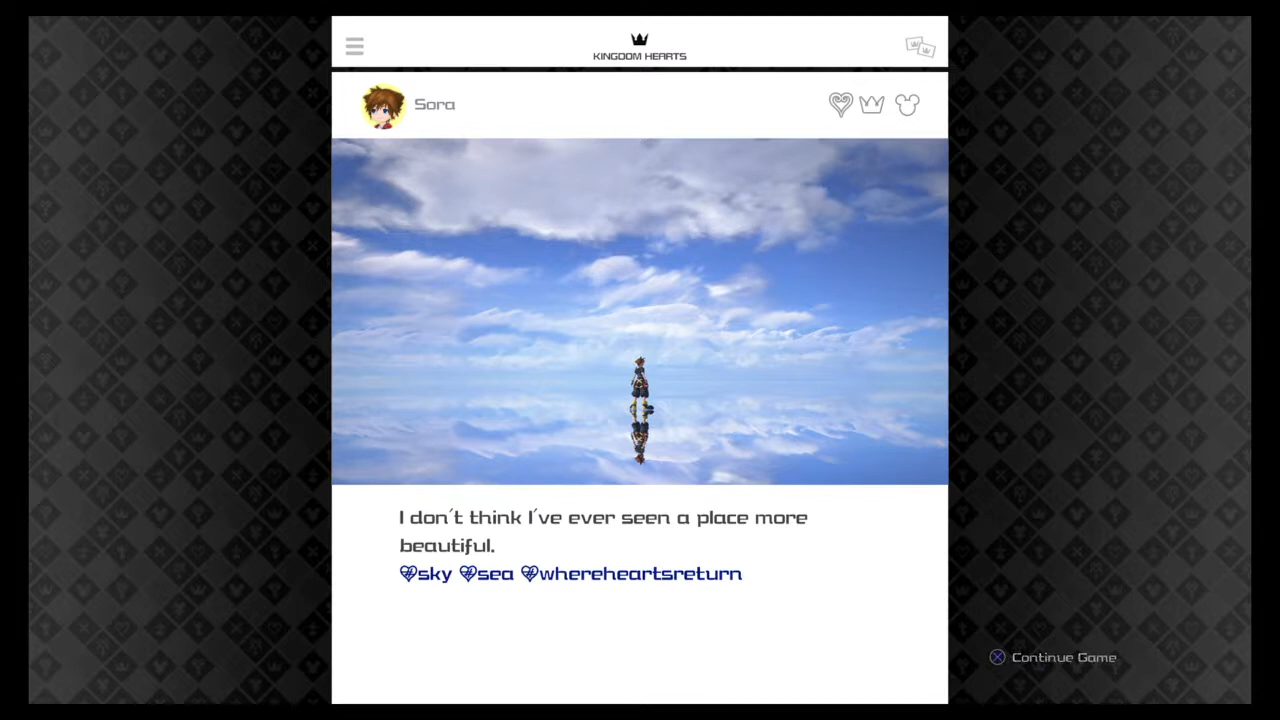 KINGDOM HEARTS
Sora
I don't think I've ever seen a place more
beautiful.
#sky #sea #whereheartsreturn
Continue Game